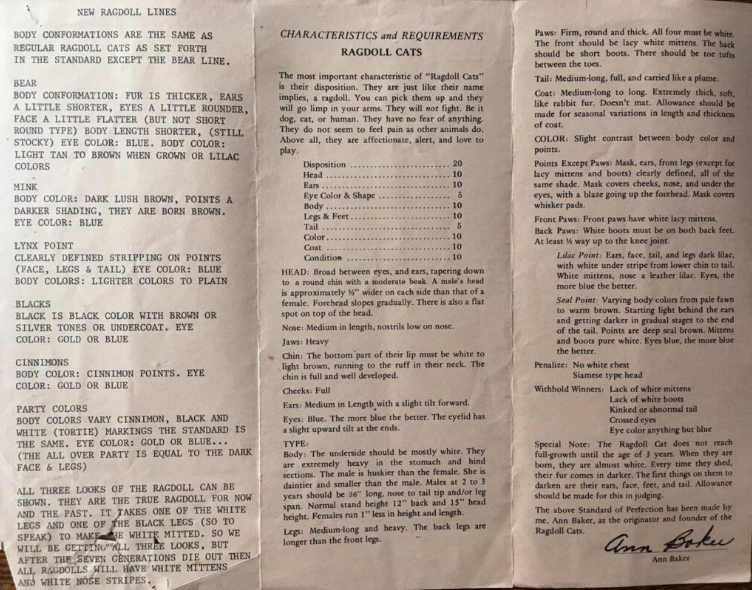 NEW RAGDOLL LINES
BODY CONFORMATIONS ARE THE SAME AS
REGULAR RAGDOLL CATS AS SET FORTH
IN THE STANDARD EXCEPT THE BEAR LINE.
BEAR
BODY CONFORMATION: FUR IS THICKER, EARS
A LITTLE SHORTER, EYES A LITTLE ROUNDER,
FACE A LITTLE FLATTER (BUT NOT SHORT
ROUND TYPE) BODY LENGTH SHORTER, (STILL
STOCKY) EYE COLOR: BLUE. BODY COLOR:
LIGHT TAN TO BROWN WHEN GROWN OR LILAC
COLORS
MINK
BODY COLOR: DARK LUSH BROWN, POINTS A
DARKER SHADING, THEY ARE BORN BROWN.
EYE COLOR: BLUE
LYNX POINT
CLEARLY DEFINED STRIPPING ON POINTS
(FACE, LEGS & TAIL) EYE COLOR: BLUE
BODY COLORS: LIGHTER COLORS TO PLAIN
BLACKS
BLACK IS BLACK COLOR WITH BROWN OR
SILVER TONES OR UNDERCOAT. EYE
COLOR: GOLD OR BLUE
CINNIMONS
BODY COLOR: CINNIMON POINTS. EYE
COLOR: GOLD OR BLUE
PARTY COLORS
BODY COLORS VARY CINNIMON, BLACK AND
WHITE (TORTIE) MARKINGS THE STANDARD IS
THE SAME. EYE COLOR: GOLD OR BLUE...
(THE ALL OVER PARTY IS EQUAL TO THE DARK
FACE & LEGS)
ALL THREE LOOKS OF THE RAGDOLL CAN BE
SHOWN. THEY ARE THE TRUE RAGDOLL FOR NOW
AND THE PAST. IT TAKES ONE OF THE WHITE
LEGS AND ONE OF THE BLACK LEGS (SO TO
SPEAK) TO MAKE THE WHITE MITTED. SO WE
WILL BE GETTING ALL THREE LOOKS, BUT
AFTER THE SEVEN GENERATIONS DIE OUT THEN
ALL RAGDOLLS WILL HAVE WHITE MITTENS
AND WHITE NOSE STRIPES.
CHARACTERISTICS and REQUIREMENTS
RAGDOLL CATS
The most important characteristic of "Ragdoll Cats"
is their disposition. They are just like their name
implies, a ragdoll. You can pick them up and they
will go limp in your arms. They will not fight. Be it
dog, cat, or human. They have no fear of anything.
They do not seem to feel pain as other animals do.
Above all, they are affectionate, alert, and love to
play.
Disposition ........................... 20
Head ................................. 10
Ears .................................. 10
Eye Color & Shape ..................... 5
Body ................................. 10
Legs & Feet .......................... 10
Tail ................................... 5
Color ................................. 10
Coat ................................. 10
Condition ............................ 10
HEAD: Broad between eyes, and ears, tapering down
to a round chin with a moderate beak. A male's head
is approximately ½" wider on each side than that of a
female. Forehead slopes gradually. There is also a flat
spot on top of the head.
Nose: Medium in length, nostrils low on nose.
Jaws: Heavy
Chin: The bottom part of their lip must be white to
light brown, running to the ruff in their neck. The
chin is full and well developed.
Cheeks: Full
Ears: Medium in Length with a slight tilt forward.
Eyes: Blue. The more blue the better. The eyelid has
a slight upward tilt at the ends.
TYPE:
Body: The underside should be mostly white. They
are extremely heavy in the stomach and hind
sections. The male is huskier than the female. She is
daintier and smaller than the male. Males at 2 to 3
years should be 36" long, nose to tail tip and/or leg
span. Normal stand height 12" back and 15" head
height. Females run 1" less in height and length.
Legs: Medium-long and heavy. The back legs are
longer than the front legs.
Paws: Firm, round and thick. All four must be white.
The front should be lacy white mittens. The back
should be short boots. There should be toe tofts
between the toes.
Tail: Medium-long, full, and carried like a plume.
Coat: Medium-long to long. Extremely thick, soft,
like rabbit fur. Doesn't mat. Allowance should be
made for seasonal variations in length and thickness
of coat.
COLOR: Slight contrast between body color and
points.
Points Except Paws: Mask, ears, front legs (except for
lacy mittens and boots) clearly defined, all of the
same shade. Mask covers cheeks, nose, and under the
eyes, with a blaze going up the forehead. Mask covers
whisker pads.
Front Paws: Front paws have white lacy mittens.
Back Paws: White boots must be on both back feet.
At least ½ way up to the knee joint.
Lilac Point: Ears, face, tail, and legs dark lilac,
with white under stripe from lower chin to tail.
White mittens, nose a leather lilac. Eyes, the
more blue the better.
Seal Point: Varying body colors from pale fawn
to warm brown. Starting light behind the ears
and getting darker in gradual stages to the end
of the tail. Points are deep seal brown. Mittens
and boots pure white. Eyes blue, the more blue
the better.
Penalize: No white chest
Siamese type head
Withhold Winners: Lack of white mittens
Lack of white boots
Kinked or abnormal tail
Crossed eyes
Eye color anything but blue
Special Note: The Ragdoll Cat does not reach
full-growth until the age of 3 years. When they are
born, they are almost white. Every time they shed,
their fur comes in darker. The first things on them to
darken are their ears, face, feet, and tail. Allowance
should be made for this in judging.
The above Standard of Perfection has been made by
me, Ann Baker, as the originator and founder of the
Ragdoll Cats.
Ann Baker
Ann Baker